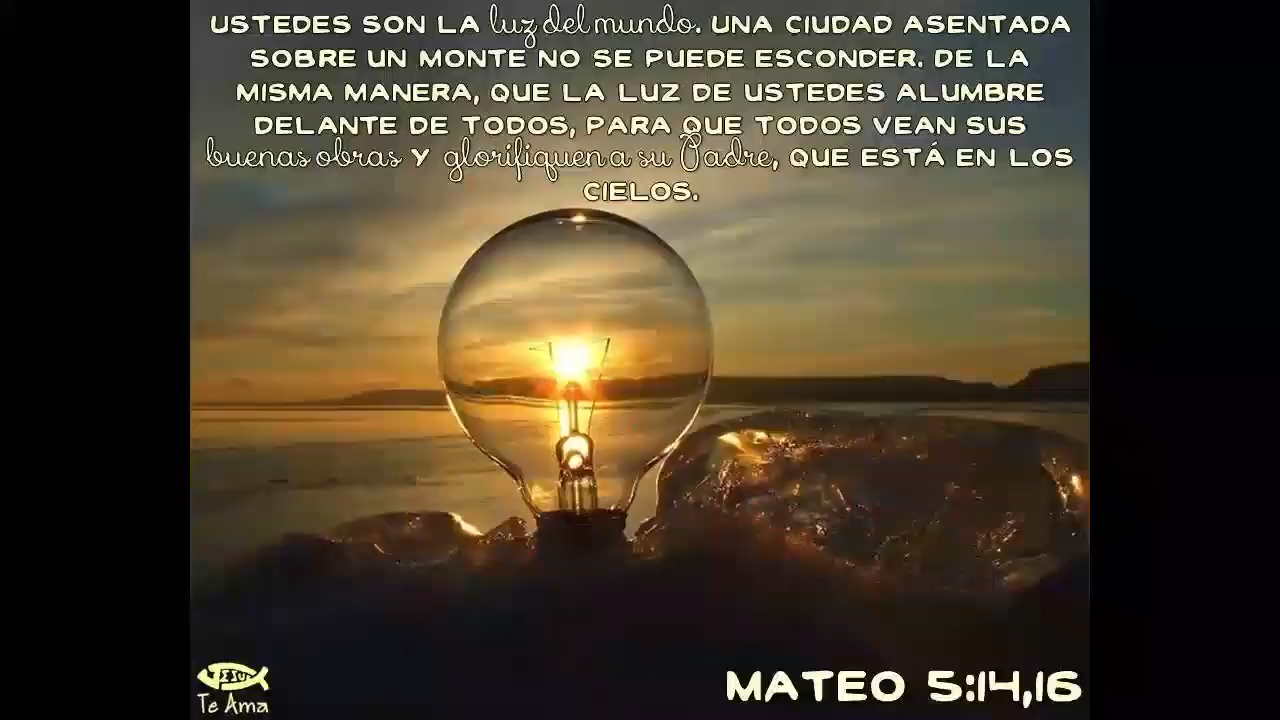 USTEDES SON LA luz del mundo. UNA CIUDAD ASENTADA
SOBRE UN MONTE NO SE PUEDE ESCONDER. DE LA
MISMA MANERA, QUE LA LUZ DE USTEDES ALUMBRE
DELANTE DE TODOS, PARA QUE TODOS VEAN SUS
buenas obras Y glorifiquen a su Padre, QUE ESTÁ EN LOS
CIELOS.
JESUS
Te Ama
MATEO 5:14,16